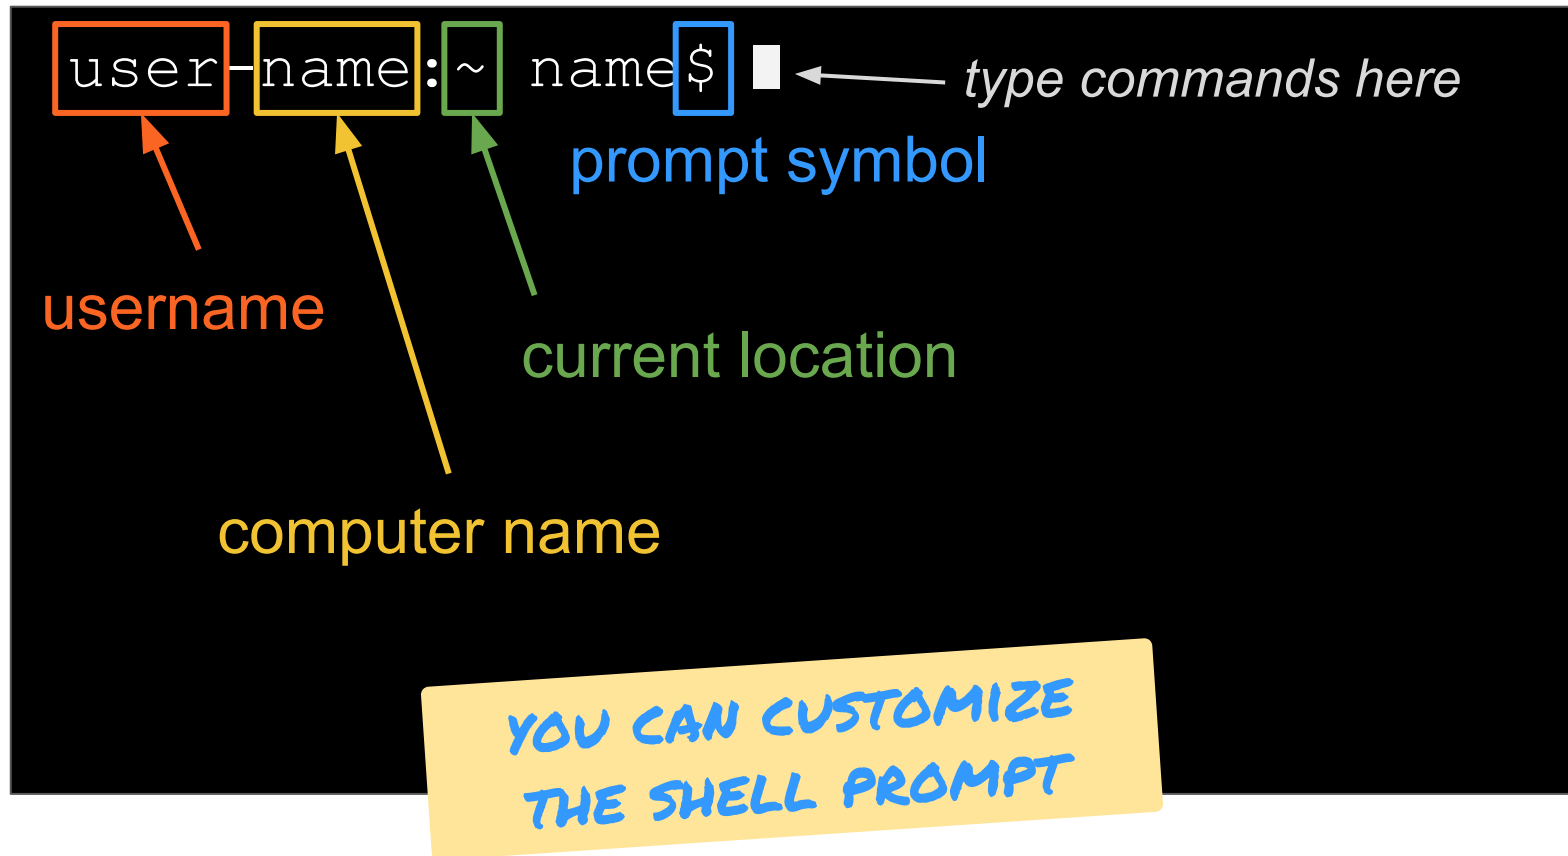 user-name:~ name$
type commands here
prompt symbol
username
current location
computer name
YOU CAN CUSTOMIZE
THE SHELL PROMPT